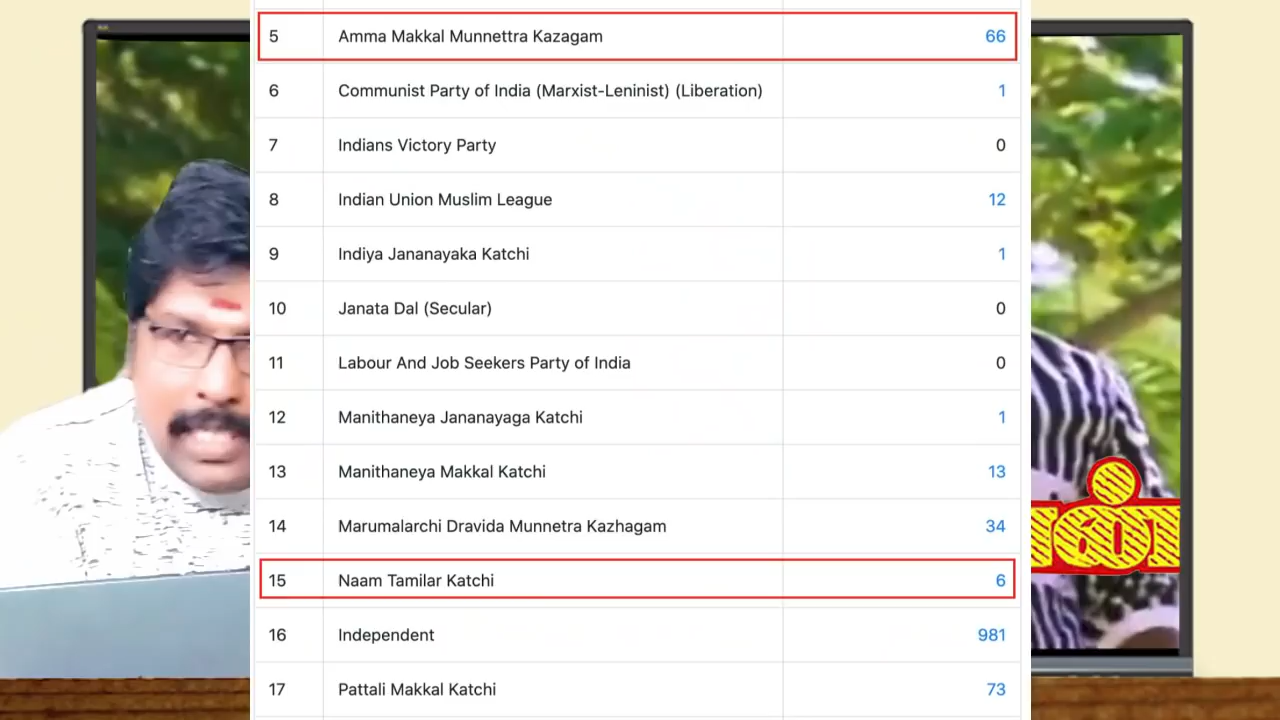 5 Amma Makkal Munnettra Kazagam 66
6 Communist Party of India (Marxist-Leninist) (Liberation) 1
7 Indians Victory Party 0
8 Indian Union Muslim League 12
9 Indiya Jananayaka Katchi 1
10 Janata Dal (Secular) 0
11 Labour And Job Seekers Party of India 0
12 Manithaneya Jananayaga Katchi 1
13 Manithaneya Makkal Katchi 13
14 Marumalarchi Dravida Munnetra Kazhagam 34
15 Naam Tamilar Katchi 6
16 Independent 981
17 Pattali Makkal Katchi 73